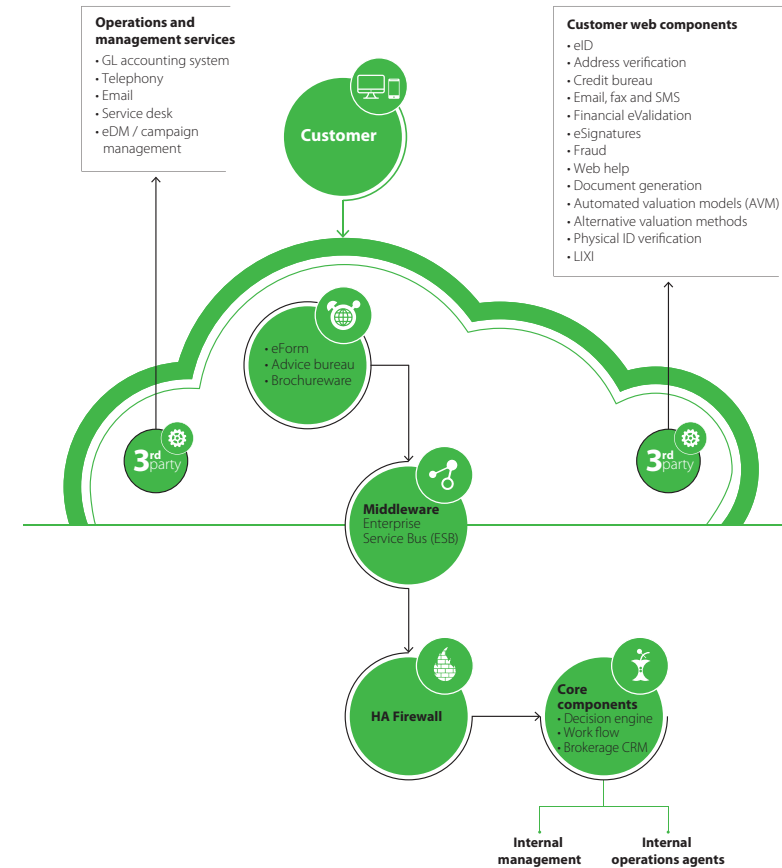 Operations and
management services
• GL accounting system
• Telephony
• Email
• Service desk
• eDM / campaign
management
Customer
Customer web components
• eID
• Address verification
• Credit bureau
• Email, fax and SMS
• Financial eValidation
• eSignatures
• Fraud
• Web help
• Document generation
• Automated valuation models (AVM)
• Alternative valuation methods
• Physical ID verification
• LIXI
• eForm
• Advice bureau
• Brochureware
3rd
party
3rd
party
Middleware
Enterprise
Service Bus (ESB)
HA Firewall
Core
components
• Decision engine
• Work flow
• Brokerage CRM
Internal
management
Internal
operations agents